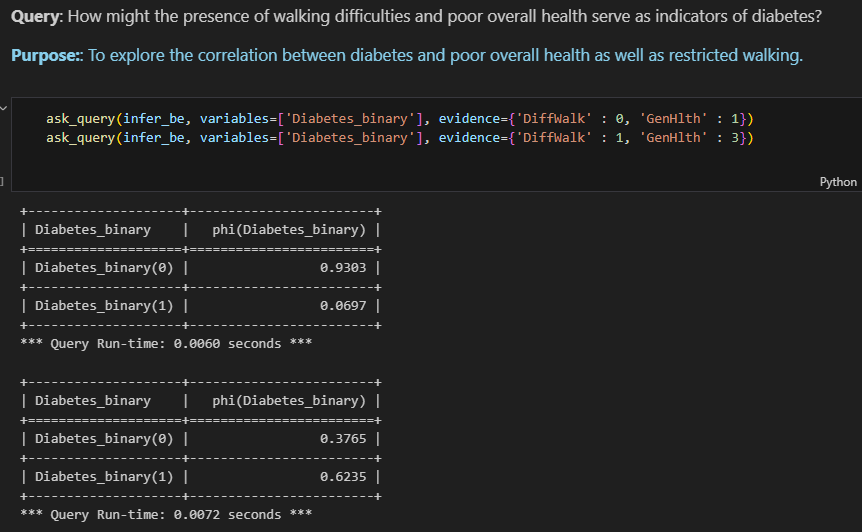 Query: How might the presence of walking difficulties and poor overall health serve as indicators of diabetes?
Purpose:: To explore the correlation between diabetes and poor overall health as well as restricted walking.
ask_query(infer_be, variables=['Diabetes_binary'], evidence={'DiffWalk' : 0, 'GenHlth' : 1})
ask_query(infer_be, variables=['Diabetes_binary'], evidence={'DiffWalk' : 1, 'GenHlth' : 3})
]
Python
+--------------------+------------------------+
| Diabetes_binary    |   phi(Diabetes_binary) |
+====================+========================+
| Diabetes_binary(0) |                 0.9303 |
+--------------------+------------------------+
| Diabetes_binary(1) |                 0.0697 |
+--------------------+------------------------+
*** Query Run-time: 0.0060 seconds ***
+--------------------+------------------------+
| Diabetes_binary    |   phi(Diabetes_binary) |
+====================+========================+
| Diabetes_binary(0) |                 0.3765 |
+--------------------+------------------------+
| Diabetes_binary(1) |                 0.6235 |
+--------------------+------------------------+
*** Query Run-time: 0.0072 seconds ***